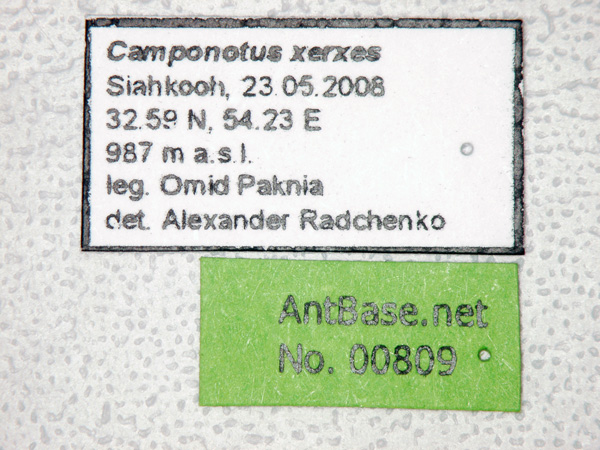 Camponotus xerxes
Siahkooh, 23.05.2008
32.59 N, 54.23 E
987 m a.s.l.
leg. Omid Paknia
det. Alexander Radchenko
AntBase.net
No. 00809